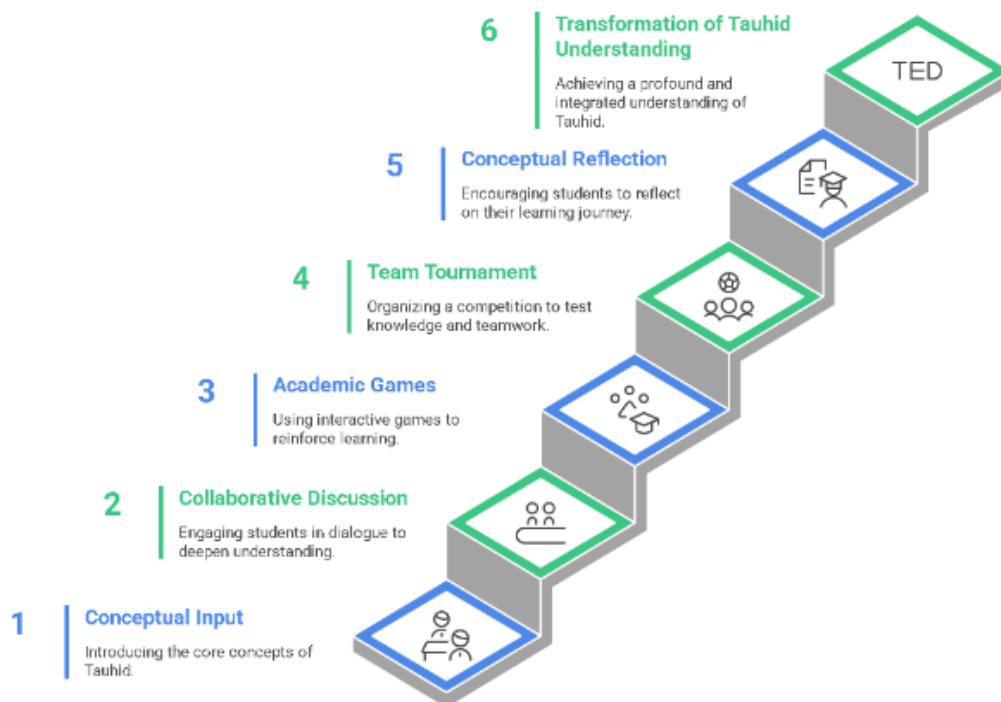 6
Transformation of Tauhid
Understanding
Achieving a profound and
integrated understanding of
Tauhid.
TED
5
Conceptual Reflection
Encouraging students to reflect
on their learning journey.
4
Team Tournament
Organizing a competition to test
knowledge and teamwork.
3
Academic Games
Using interactive games to
reinforce learning.
2
Collaborative Discussion
Engaging students in dialogue to
deepen understanding.
1
Conceptual Input
Introducing the core concepts of
Tauhid.